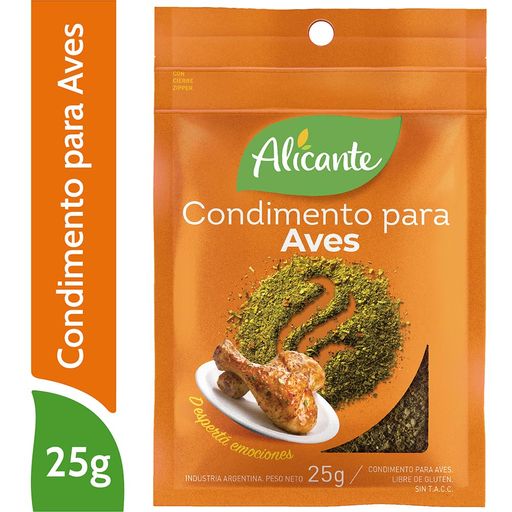 Condimento para Aves
25g
CON
CIERRE
ZIPPER
Alicante
Condimento para
Aves
Despertá emociones
INDUSTRIA ARGENTINA. PESO NETO 25g
CONDIMENTO PARA AVES.
LIBRE DE GLUTEN.
SIN T.A.C.C.